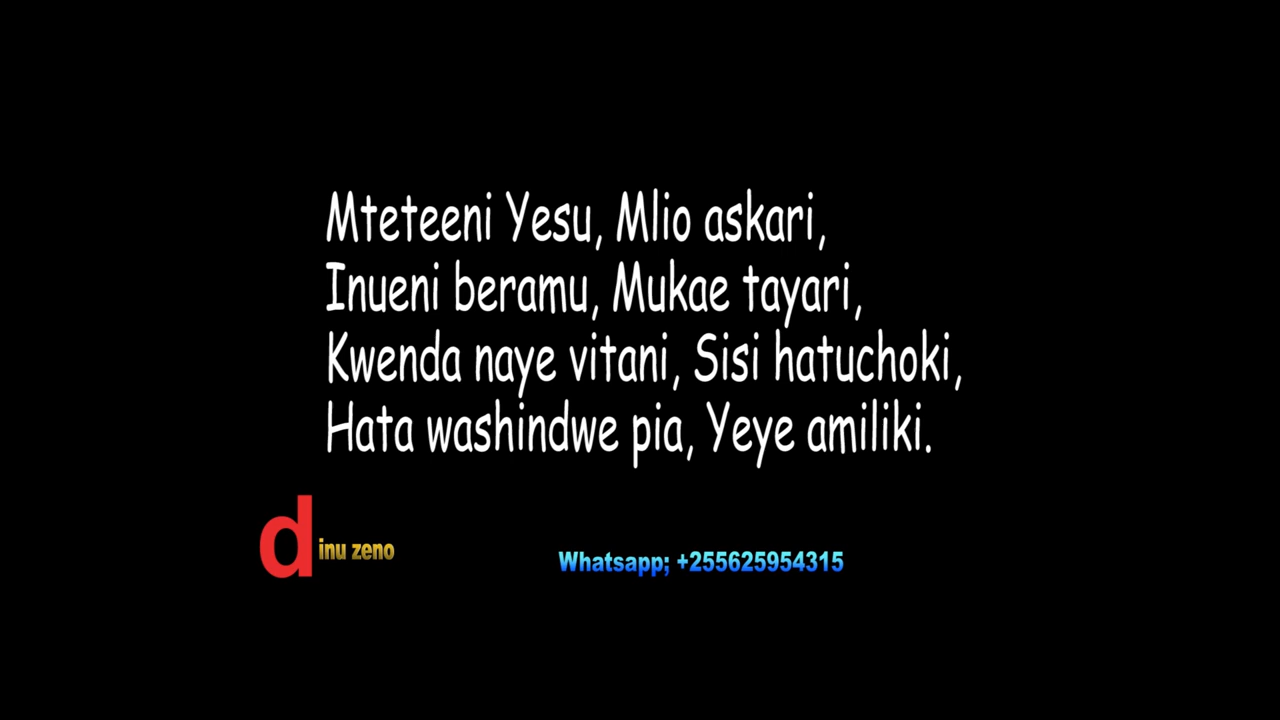 Mteteeni Yesu, Mlio askari,
Inueni beramu, Mukae tayari,
Kwenda naye vitani, Sisi hatuchoki,
Hata washindwe pia, Yeye amiliki.
dinu zeno
Whatsapp; +255625954315